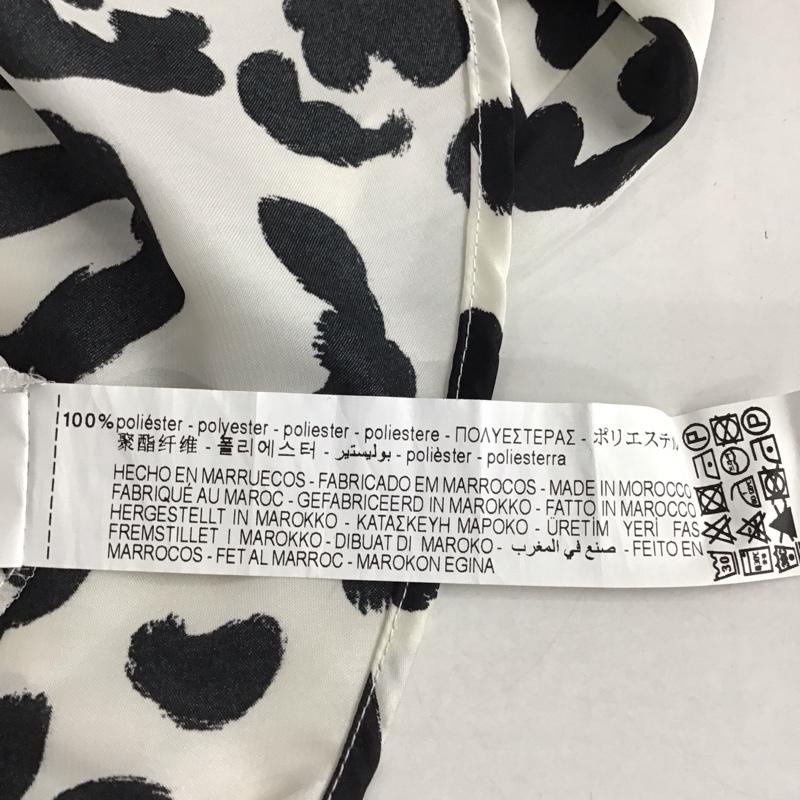 100% poliéster - polyester - poliester - poliestere - ΠΟΛΥΕΣΤΕΡΑΣ - ポリエステル
聚酯纤维 - 폴리에스터 - بوليستير - polièster - poliesterra
HECHO EN MARRUECOS - FABRICADO EM MARROCOS - MADE IN MOROCCO
FABRIQUÉ AU MAROC - GEFABRICEERD IN MAROKKO - FATTO IN MAROCCO
HERGESTELLT IN MAROKKO - ΚΑΤΑΣΚΕΥΗ ΜΑΡΟΚΟ - ÜRETİM YERİ FAS
FREMSTILLET I MAROKKO - DIBUAT DI MAROKO - صنع في المغرب - FEITO EN
MARROCOS - FET AL MARROC - MAROKON EGINA
P
P
30